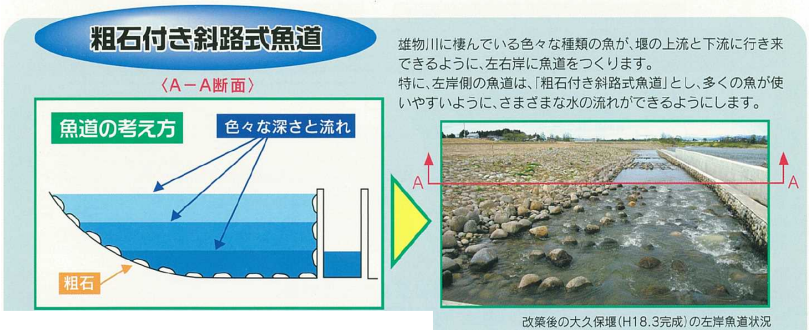 粗石付き斜路式魚道
〈A－A断面〉
魚道の考え方
色々な深さと流れ
粗石
雄物川に棲んでいる色々な種類の魚が、堰の上流と下流に行き来
できるように、左右岸に魚道をつくります。
特に、左岸側の魚道は、「粗石付き斜路式魚道」とし、多くの魚が使
いやすいように、さまざまな水の流れができるようにします。
A
A
改築後の大久保堰(H18.3完成)の左岸魚道状況